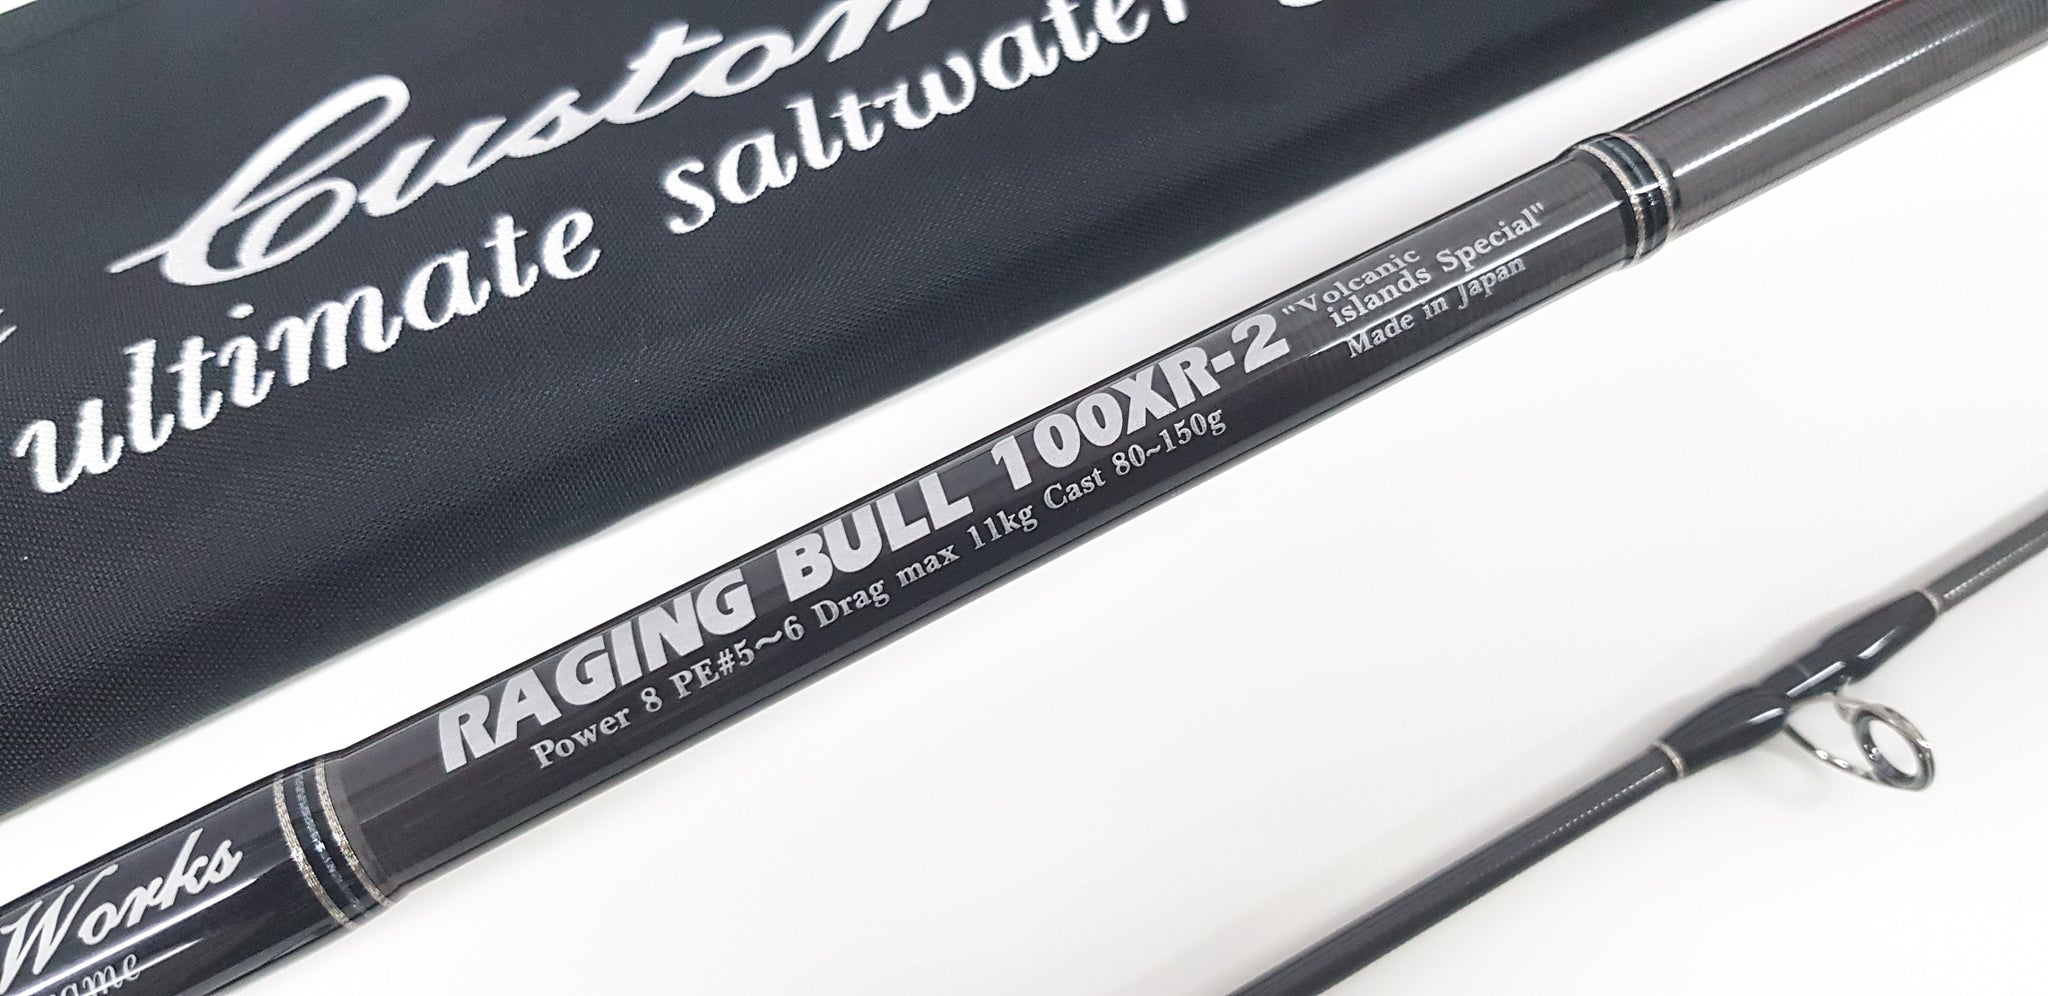 Custom
ultimate saltwater
RAGING BULL 100XR-2
Power 8 PE#5~6 Drag max 11kg Cast 80~150g
"Volcanic
islands Special"
Made in Japan
Works